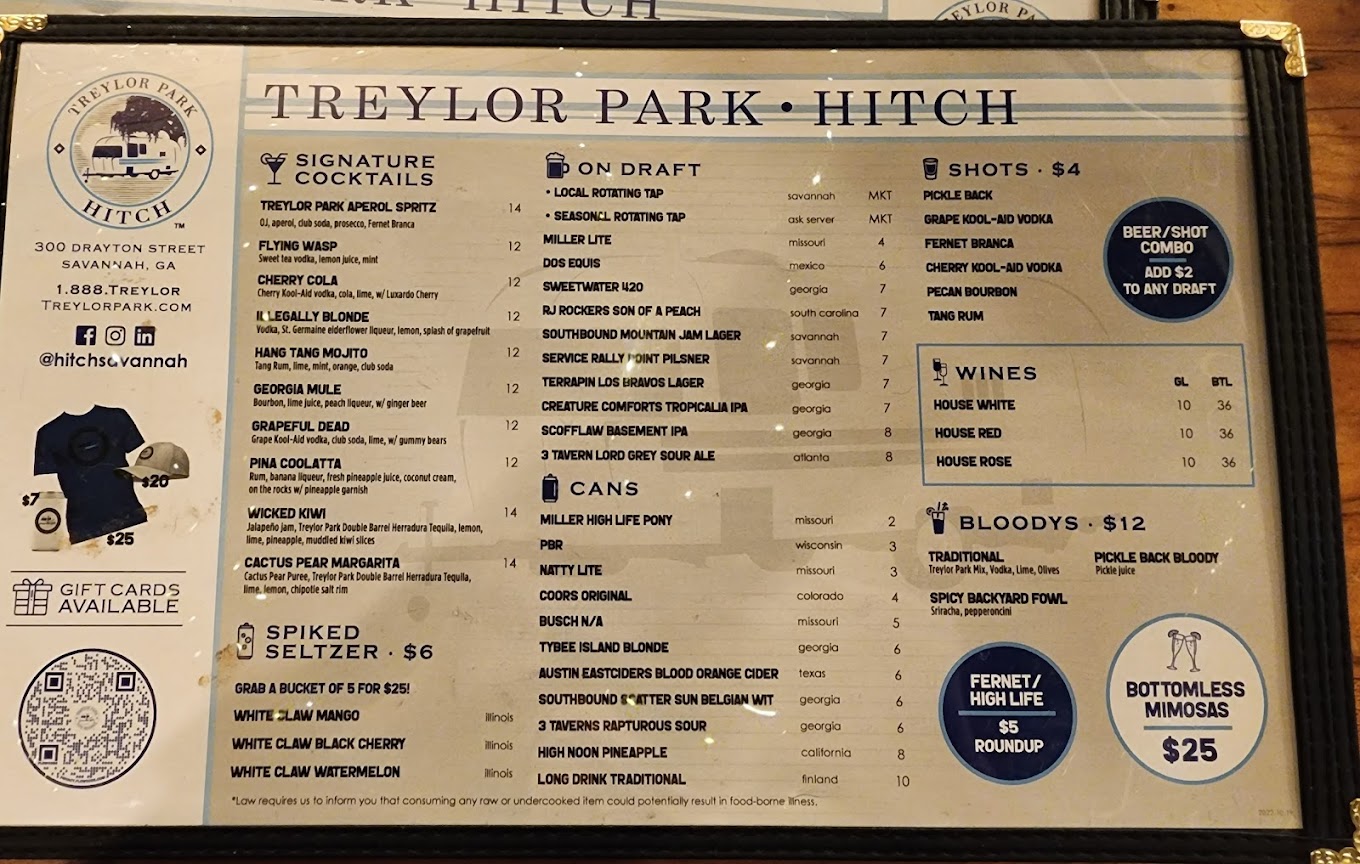 TREYLOR PARK
HITCH
™
300 DRAYTON STREET
SAVANNAH, GA
1.888.TREYLOR
TREYLORPARK.COM
@hitchsavannah
$7
$20
$25
GIFT CARDS
AVAILABLE
TREYLOR PARK • HITCH
SIGNATURE
COCKTAILS
TREYLOR PARK APEROL SPRITZ 14
OJ, aperol, club soda, prosecco, Fernet Branca
FLYING WASP 12
Sweet tea vodka, lemon juice, mint
CHERRY COLA 12
Cherry Kool-Aid vodka, cola, lime, w/ Luxardo Cherry
ILLEGALLY BLONDE 12
Vodka, St. Germaine elderflower liqueur, lemon, splash of grapefruit
HANG TANG MOJITO 12
Tang Rum, lime, mint, orange, club soda
GEORGIA MULE 12
Bourbon, lime juice, peach liqueur, w/ ginger beer
GRAPEFUL DEAD 12
Grape Kool-Aid vodka, club soda, lime, w/ gummy bears
PINA COOLATTA 12
Rum, banana liqueur, fresh pineapple juice, coconut cream,
on the rocks w/ pineapple garnish
WICKED KIWI 14
Jalapeño jam, Treylor Park Double Barrel Herradura Tequila, lemon,
lime, pineapple, muddled kiwi slices
CACTUS PEAR MARGARITA 14
Cactus Pear Puree, Treylor Park Double Barrel Herradura Tequila,
lime, lemon, chipotle salt rim
SPIKED
SELTZER · $6
GRAB A BUCKET OF 5 FOR $25!
WHITE CLAW MANGO illinois
WHITE CLAW BLACK CHERRY illinois
WHITE CLAW WATERMELON illinois
ON DRAFT
• LOCAL ROTATING TAP savannah MKT
• SEASONAL ROTATING TAP ask server MKT
MILLER LITE missouri 4
DOS EQUIS mexico 6
SWEETWATER 420 georgia 7
RJ ROCKERS SON OF A PEACH south carolina 7
SOUTHBOUND MOUNTAIN JAM LAGER savannah 7
SERVICE RALLY POINT PILSNER savannah 7
TERRAPIN LOS BRAVOS LAGER georgia 7
CREATURE COMFORTS TROPICALIA IPA georgia 7
SCOFFLAW BASEMENT IPA georgia 8
3 TAVERN LORD GREY SOUR ALE atlanta 8
CANS
MILLER HIGH LIFE PONY missouri 2
PBR wisconsin 3
NATTY LITE missouri 3
COORS ORIGINAL colorado 4
BUSCH N/A missouri 5
TYBEE ISLAND BLONDE georgia 6
AUSTIN EASTCIDERS BLOOD ORANGE CIDER texas 6
SOUTHBOUND SCATTER SUN BELGIAN WIT georgia 6
3 TAVERNS RAPTUROUS SOUR georgia 6
HIGH NOON PINEAPPLE california 8
LONG DRINK TRADITIONAL finland 10
SHOTS · $4
PICKLE BACK
GRAPE KOOL-AID VODKA
FERNET BRANCA
CHERRY KOOL-AID VODKA
PECAN BOURBON
TANG RUM
BEER/SHOT
COMBO
ADD $2
TO ANY DRAFT
WINES GL BTL
HOUSE WHITE 10 36
HOUSE RED 10 36
HOUSE ROSE 10 36
BLOODYS · $12
TRADITIONAL
Treylor Park Mix, Vodka, Lime, Olives
PICKLE BACK BLOODY
Pickle juice
SPICY BACKYARD FOWL
Sriracha, pepperoncini
FERNET/
HIGH LIFE
$5
ROUNDUP
BOTTOMLESS
MIMOSAS
$25
*Law requires us to inform you that consuming any raw or undercooked item could potentially result in food-borne illness.